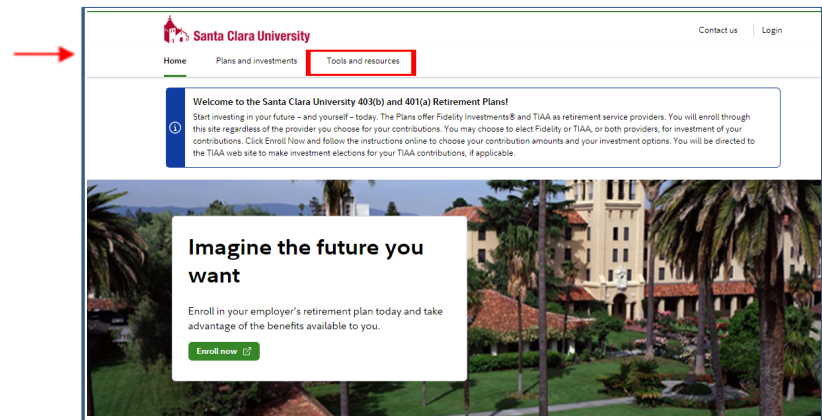 Santa Clara University
Contact us
Login
Home
Plans and investments
Tools and resources
Welcome to the Santa Clara University 403(b) and 401(a) Retirement Plans!
Start investing in your future – and yourself – today. The Plans offer Fidelity Investments® and TIAA as retirement service providers. You will enroll through
this site regardless of the provider you choose for your contributions. You may choose to elect Fidelity or TIAA, or both providers, for investment of your
contributions. Click Enroll Now and follow the instructions online to choose your contribution amounts and your investment options. You will be directed to
the TIAA web site to make investment elections for your TIAA contributions, if applicable.
Imagine the future you
want
Enroll in your employer's retirement plan today and take
advantage of the benefits available to you.
Enroll now